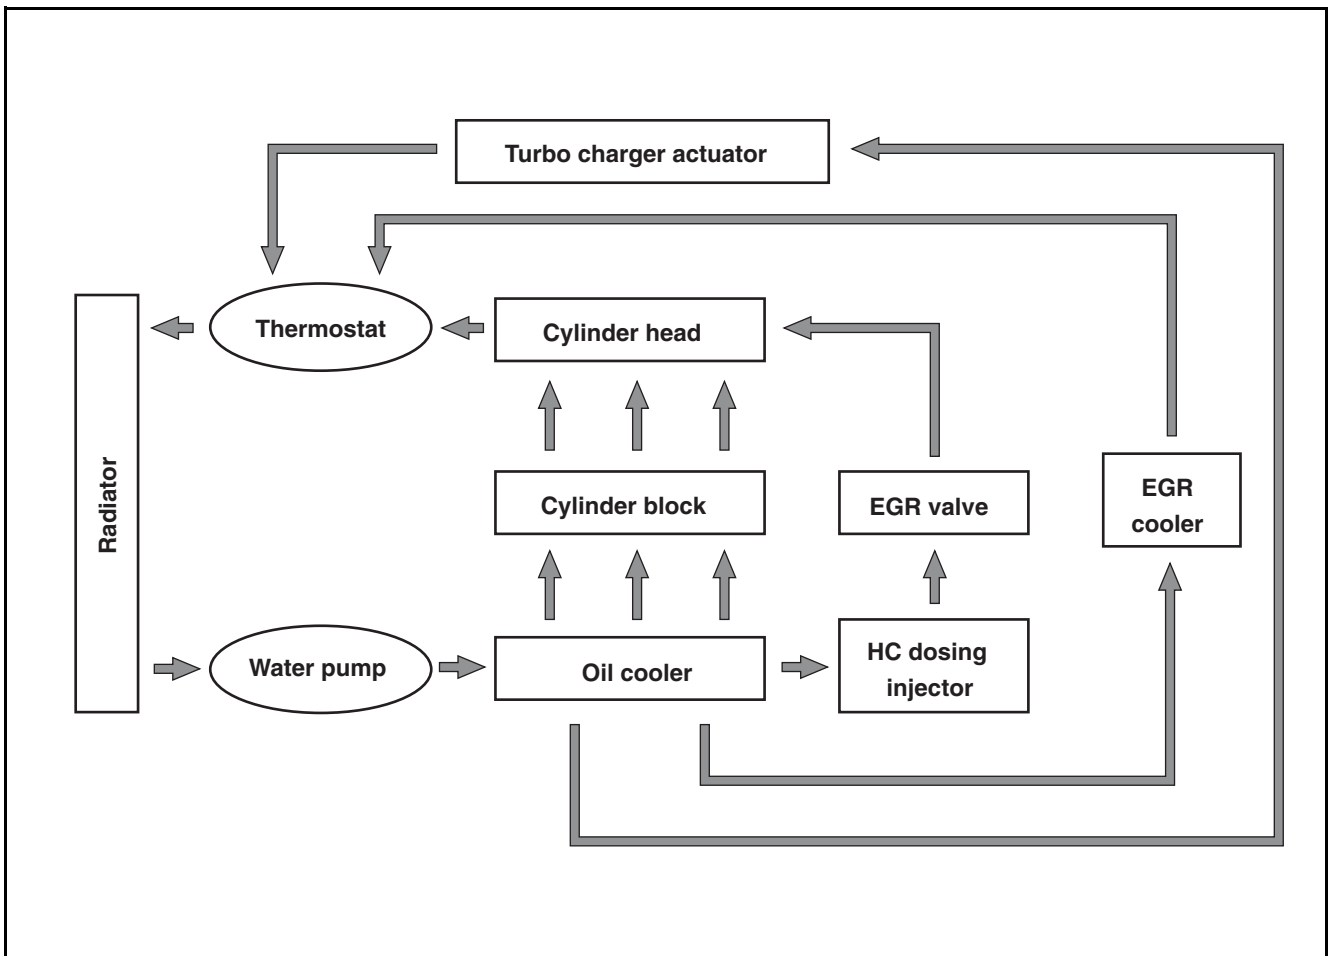 Turbo charger actuator
Thermostat
Cylinder head
Radiator
Cylinder block
EGR valve
EGR
cooler
Water pump
Oil cooler
HC dosing
injector